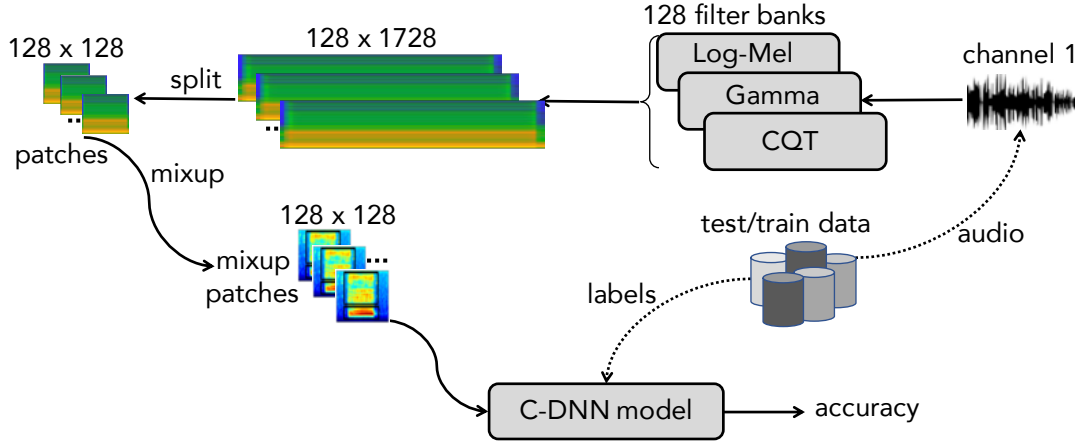 128 filter banks
128 x 128
128 x 1728
Log-Mel
channel 1
split
Gamma
...
...
CQT
patches
mixup
128 x 128
test/train data
mixup
...
audio
patches
labels
C-DNN model
accuracy